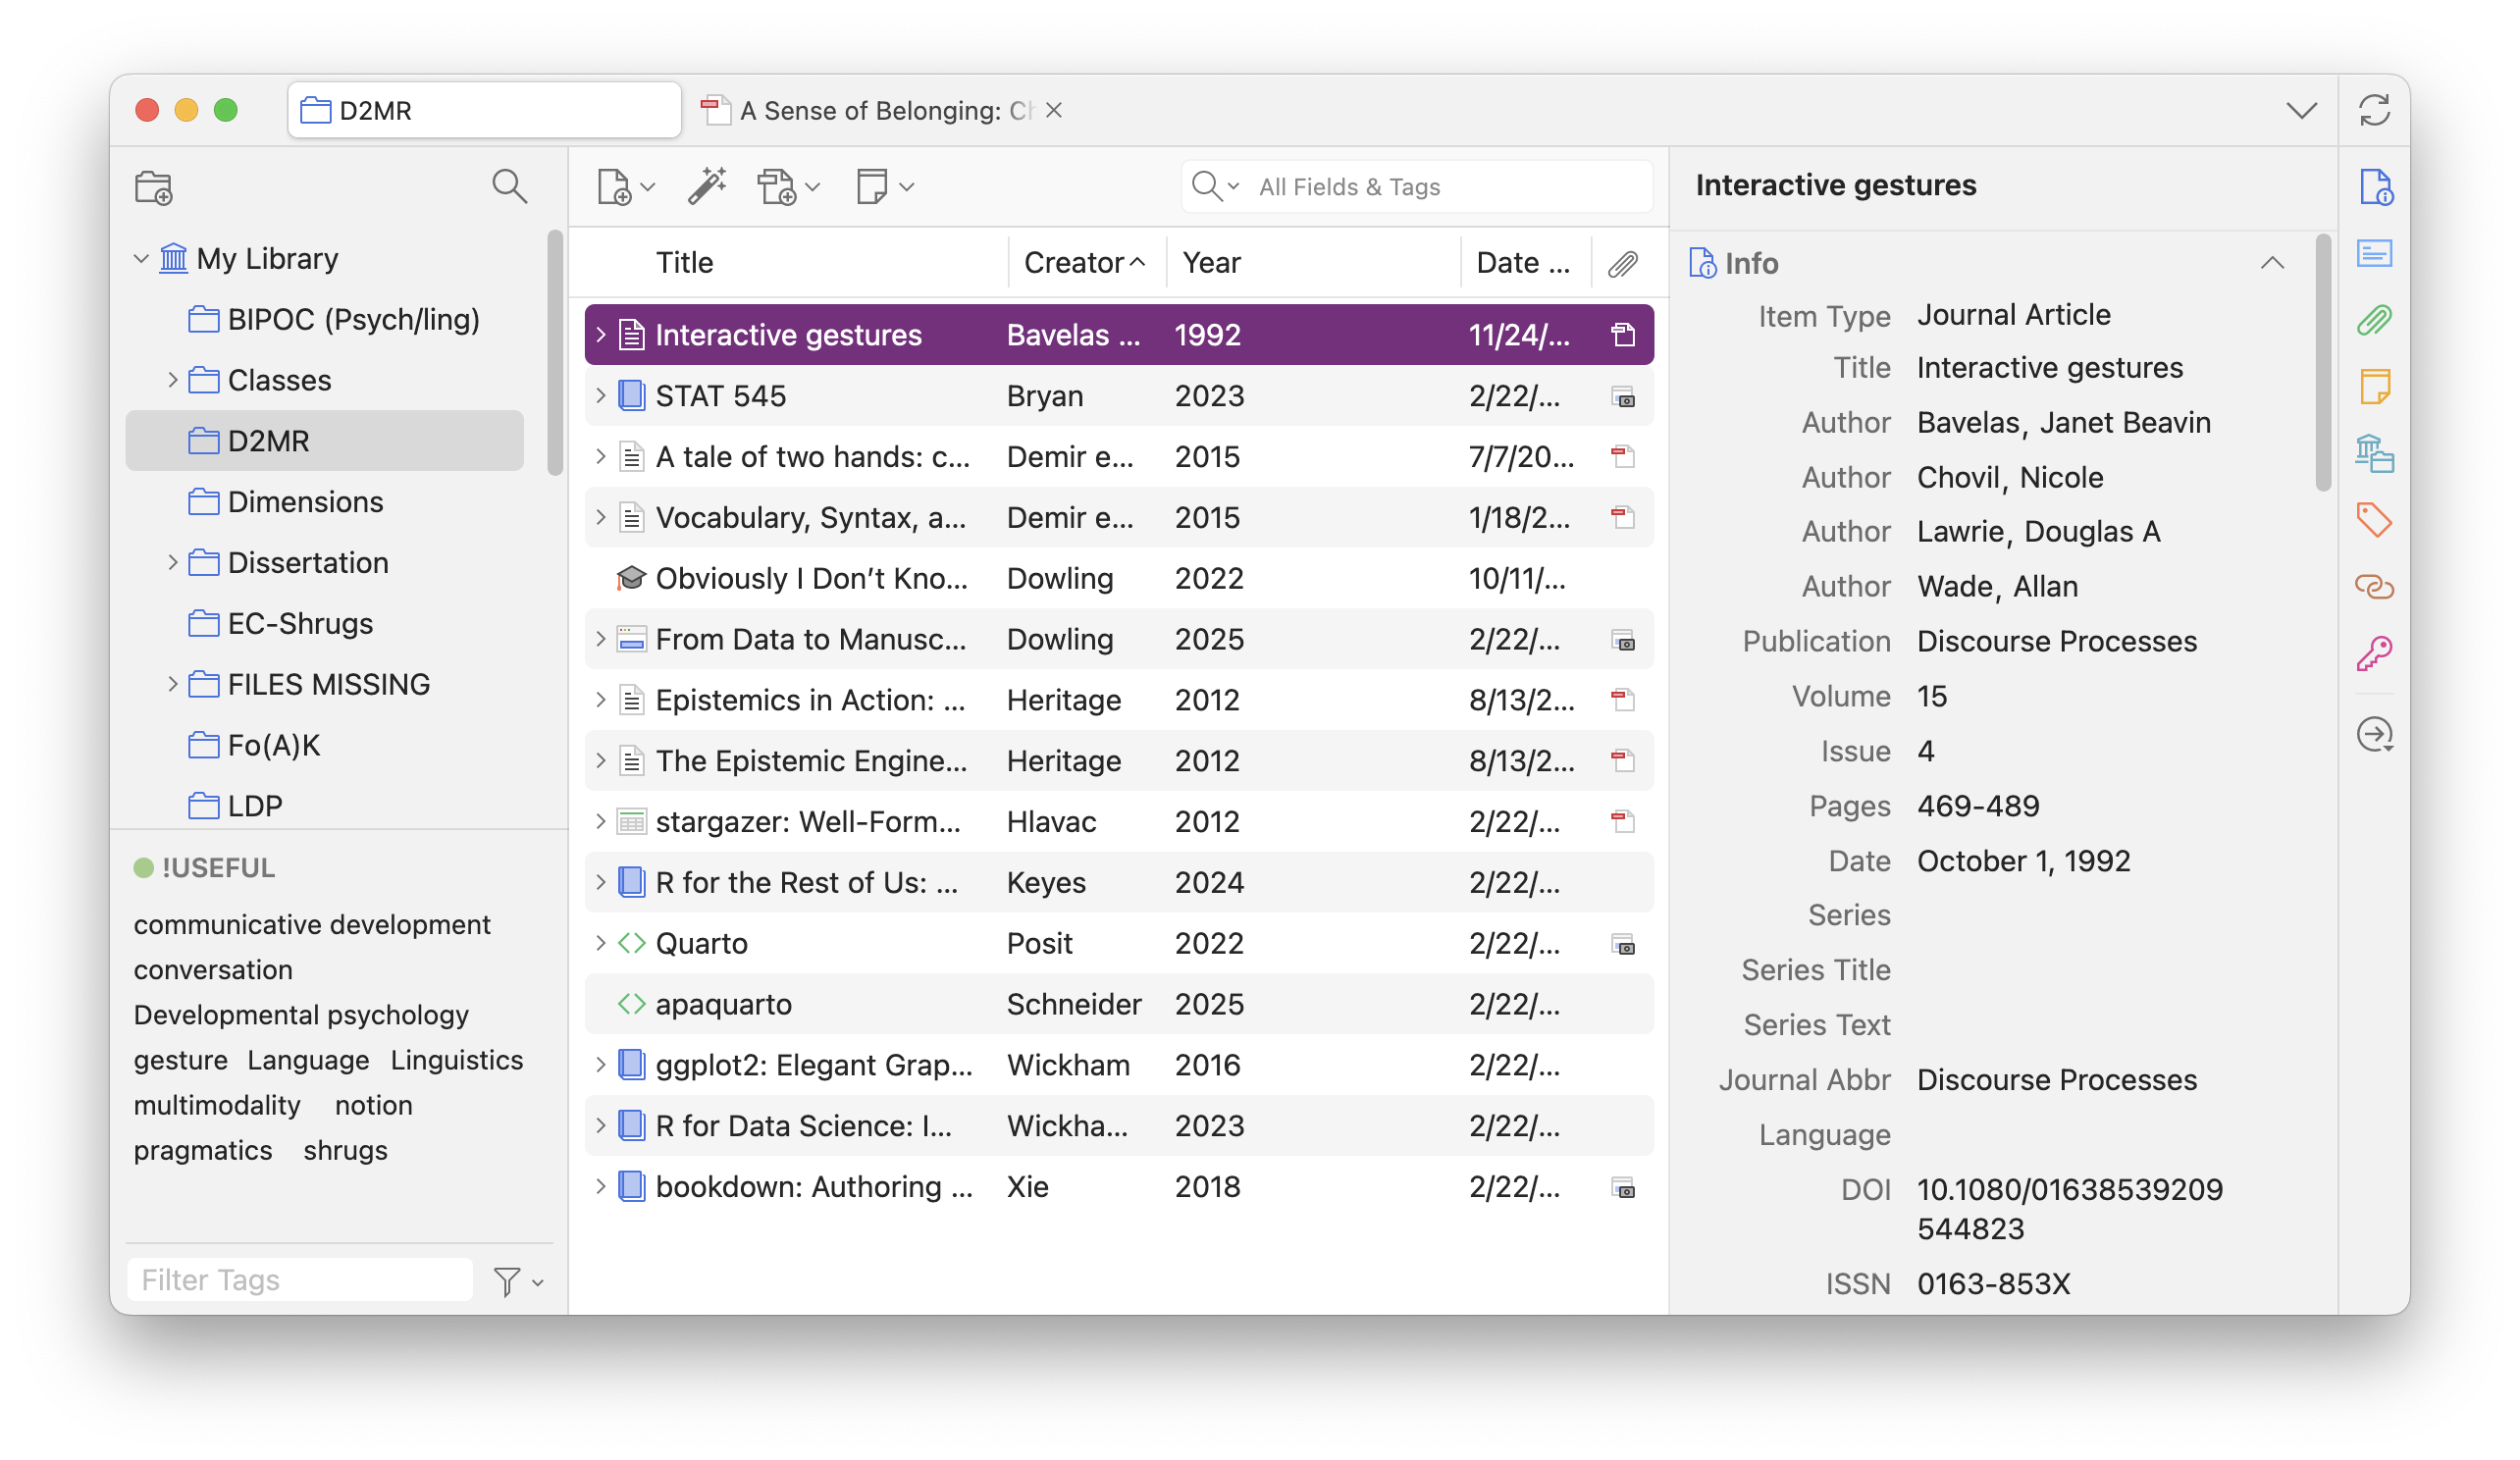 D2MR
A Sense of Belonging: Ch
All Fields & Tags
My Library
BIPOC (Psych/ling)
Classes
D2MR
Dimensions
Dissertation
EC-Shrugs
FILES MISSING
Fo(A)K
LDP
!USEFUL
communicative development
conversation
Developmental psychology
gesture Language Linguistics
multimodality notion
pragmatics shrugs
Filter Tags
Title Creator Year Date ...
Interactive gestures Bavelas ... 1992 11/24/...
STAT 545 Bryan 2023 2/22/...
A tale of two hands: c... Demir e... 2015 7/7/20...
Vocabulary, Syntax, a... Demir e... 2015 1/18/2...
Obviously I Don’t Kno... Dowling 2022 10/11/...
From Data to Manusc... Dowling 2025 2/22/...
Epistemics in Action: ... Heritage 2012 8/13/2...
The Epistemic Engine... Heritage 2012 8/13/2...
stargazer: Well-Form... Hlavac 2012 2/22/...
R for the Rest of Us: ... Keyes 2024 2/22/...
Quarto Posit 2022 2/22/...
apaquarto Schneider 2025 2/22/...
ggplot2: Elegant Grap... Wickham 2016 2/22/...
R for Data Science: I... Wickha... 2023 2/22/...
bookdown: Authoring ... Xie 2018 2/22/...
Interactive gestures
Info
Item Type Journal Article
Title Interactive gestures
Author Bavelas, Janet Beavin
Author Chovil, Nicole
Author Lawrie, Douglas A
Author Wade, Allan
Publication Discourse Processes
Volume 15
Issue 4
Pages 469-489
Date October 1, 1992
Series
Series Title
Series Text
Journal Abbr Discourse Processes
Language
DOI 10.1080/01638539209
544823
ISSN 0163-853X